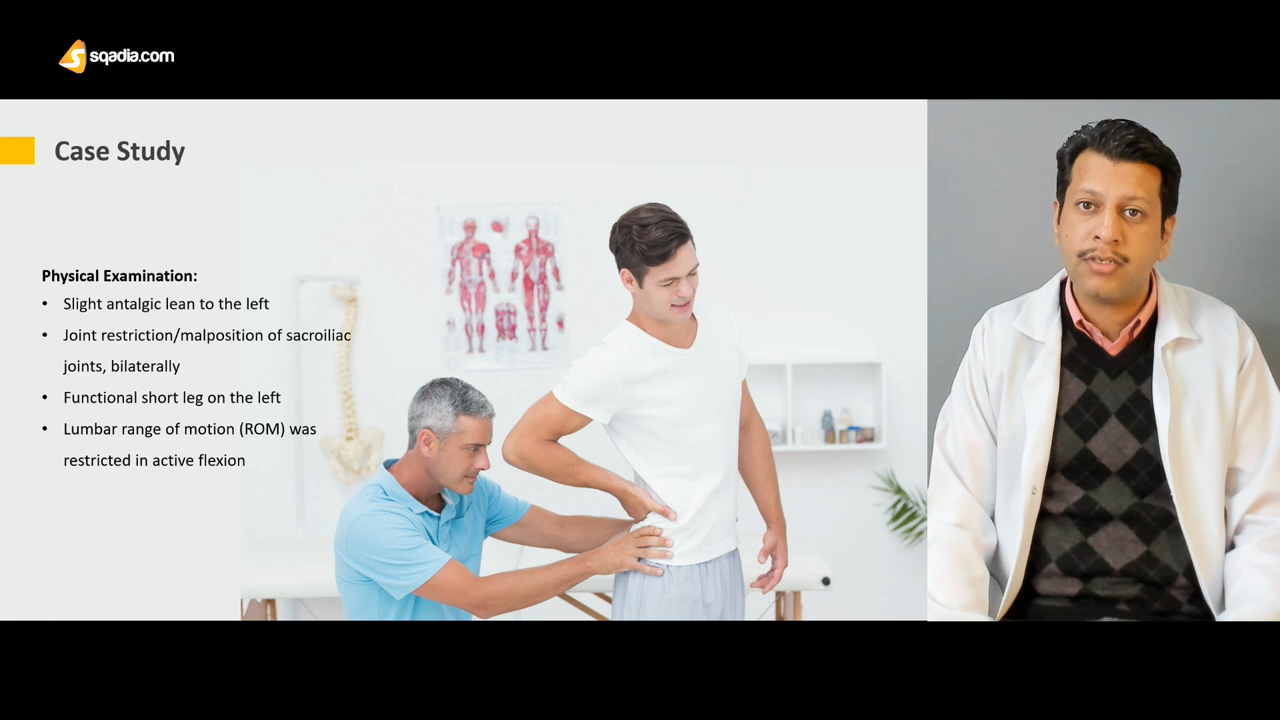 sqadia.com
Case Study
Physical Examination:
• Slight antalgic lean to the left
• Joint restriction/malposition of sacroiliac
joints, bilaterally
• Functional short leg on the left
• Lumbar range of motion (ROM) was
restricted in active flexion